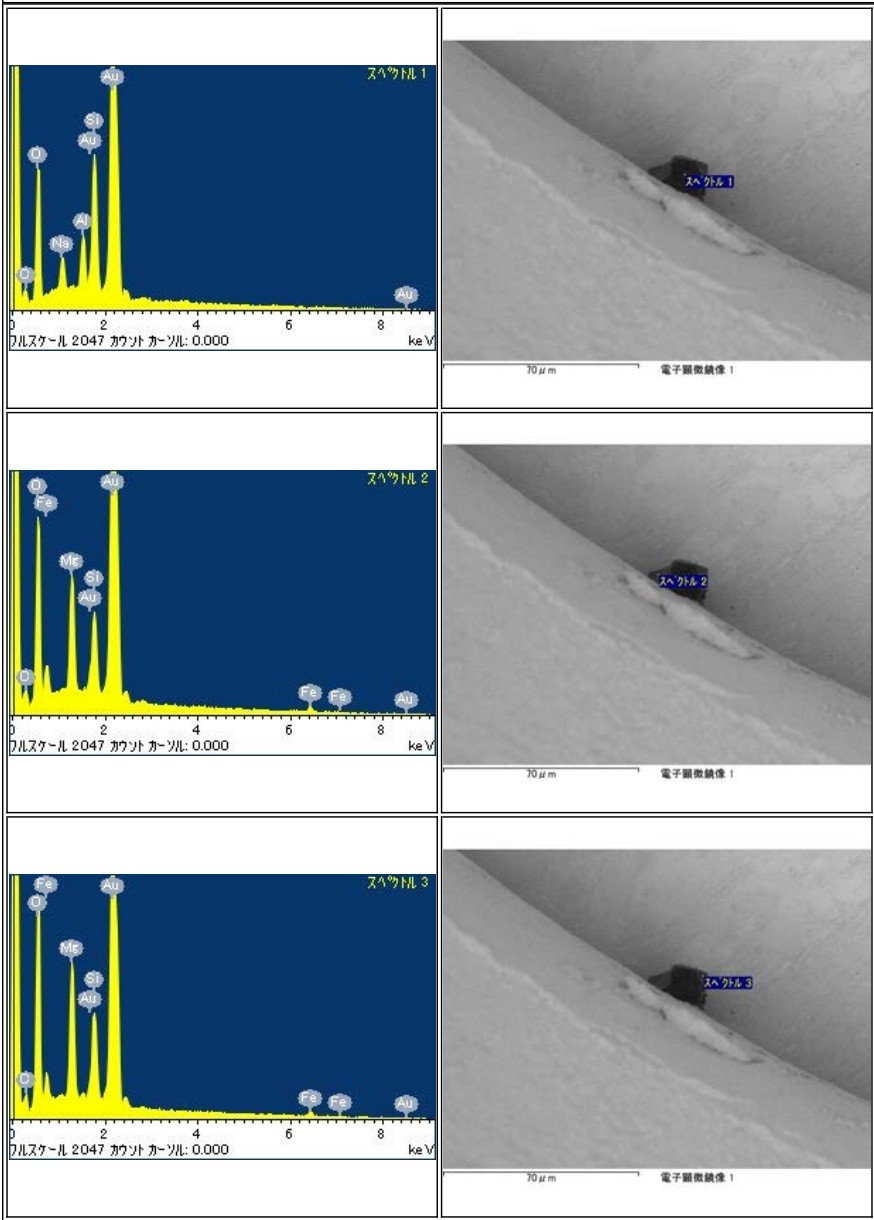 スペクトル 1
Au
Si
Au
O
Al
Na
C
Au
0 2 4 6 8
フルスケール 2047 カウント カーソル: 0.000 keV
スペクトル 1
70μm 電子顕微鏡像 1
スペクトル 2
O
Au
Fe
Mg
Si
Au
C
Fe
Fe
Au
0 2 4 6 8
フルスケール 2047 カウント カーソル: 0.000 keV
スペクトル 2
70μm 電子顕微鏡像 1
スペクトル 3
Fe
Au
O
Mg
Si
Au
C
Fe
Fe
Au
0 2 4 6 8
フルスケール 2047 カウント カーソル: 0.000 keV
スペクトル 3
70μm 電子顕微鏡像 1